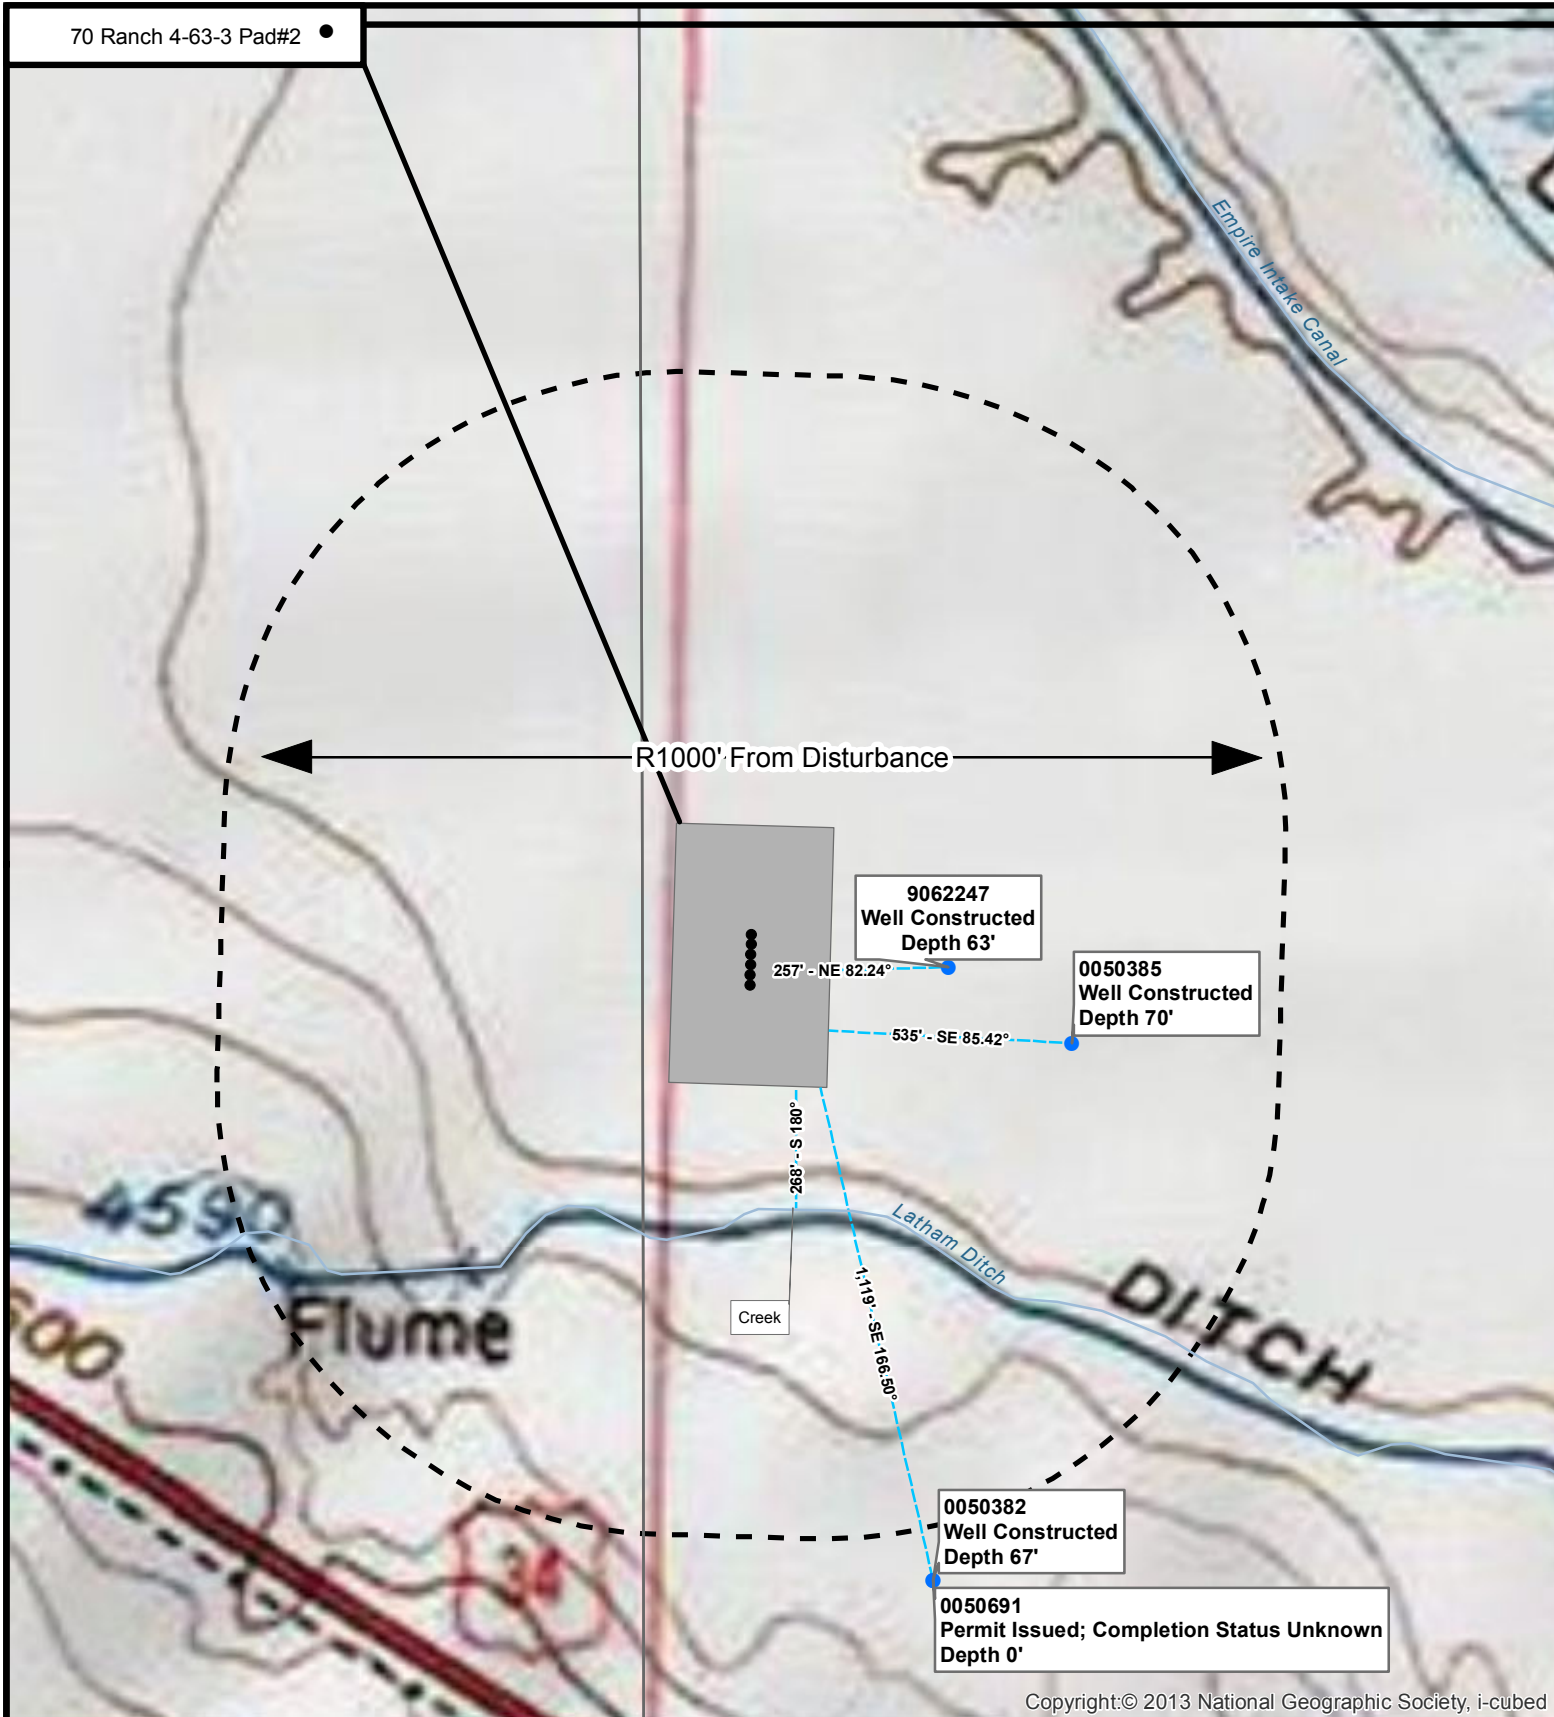 70 Ranch 4-63-3 Pad#2
Empire Intake Canal
R1000' From Disturbance
9062247
Well Constructed
Depth 63'
257' - NE 82.24°
0050385
Well Constructed
Depth 70'
535' - SE 85.42°
268' - S 180°
4590
Latham Ditch
DITCH
Flume
Creek
1,119' - SE 166.50°
0050382
Well Constructed
Depth 67'
36
0050691
Permit Issued; Completion Status Unknown
Depth 0'
Copyright:© 2013 National Geographic Society, i-cubed